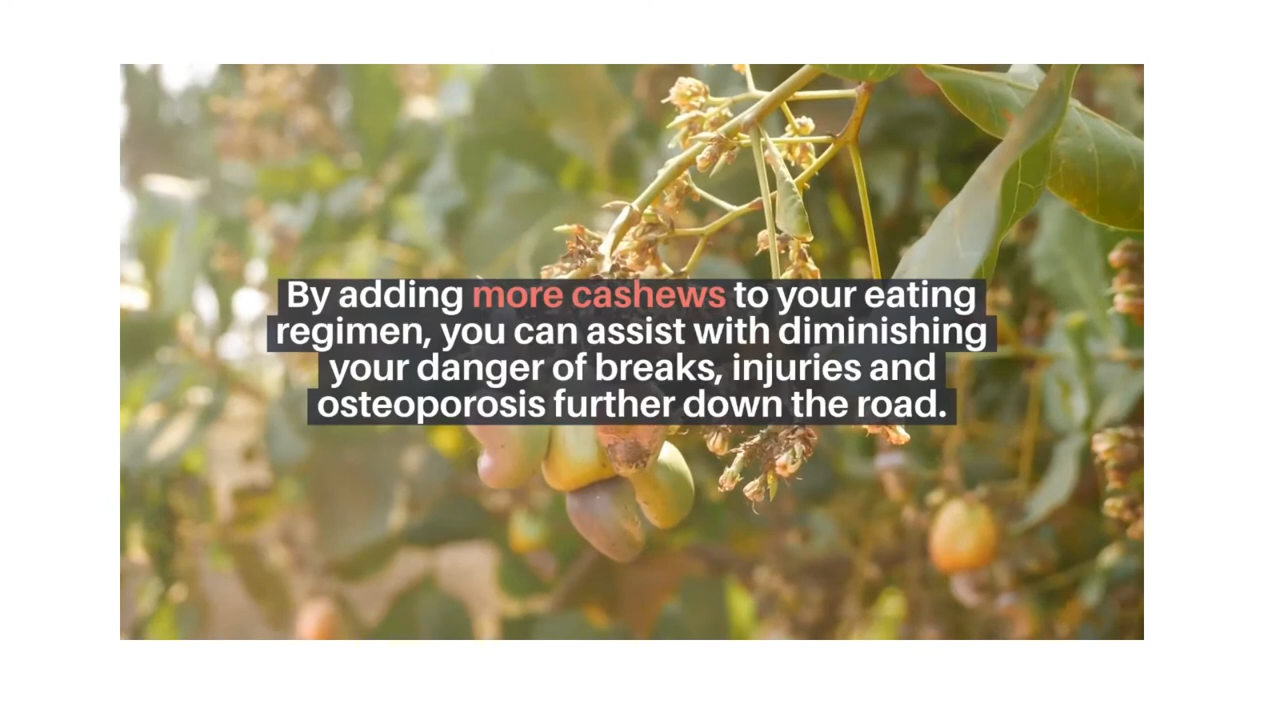 By adding more cashews to your eating
regimen, you can assist with diminishing
your danger of breaks, injuries and
osteoporosis further down the road.